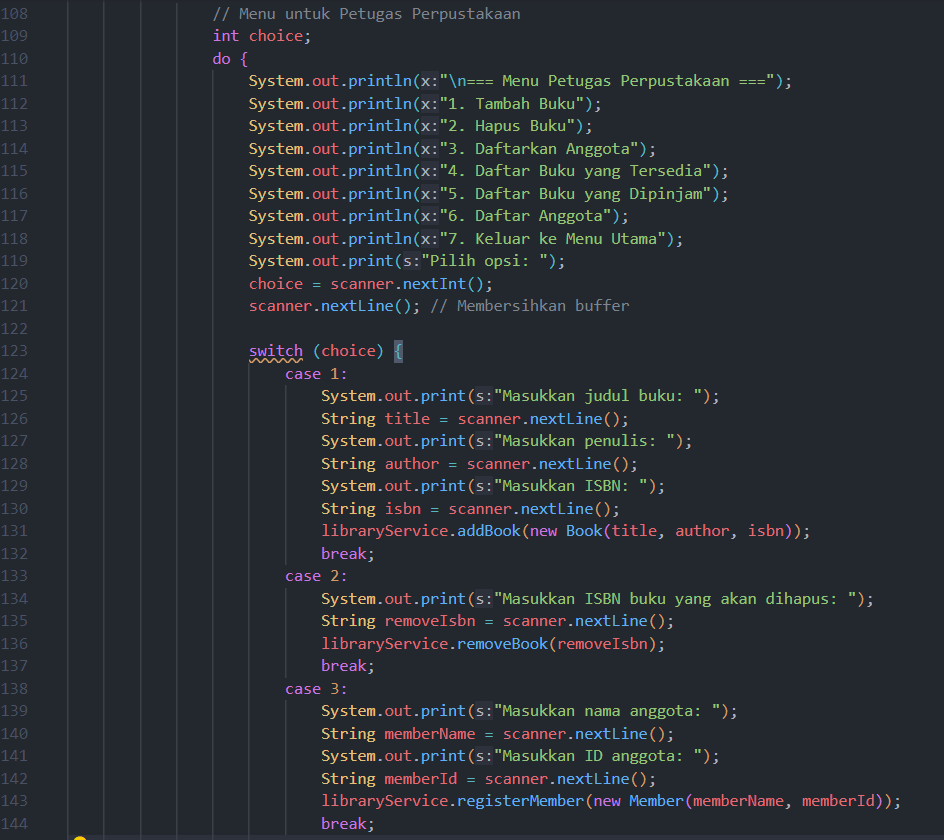 108 // Menu untuk Petugas Perpustakaan
109 int choice;
110 do {
111 System.out.println(x:"\n=== Menu Petugas Perpustakaan ===");
112 System.out.println(x:"1. Tambah Buku");
113 System.out.println(x:"2. Hapus Buku");
114 System.out.println(x:"3. Daftarkan Anggota");
115 System.out.println(x:"4. Daftar Buku yang Tersedia");
116 System.out.println(x:"5. Daftar Buku yang Dipinjam");
117 System.out.println(x:"6. Daftar Anggota");
118 System.out.println(x:"7. Keluar ke Menu Utama");
119 System.out.print(s:"Pilih opsi: ");
120 choice = scanner.nextInt();
121 scanner.nextLine(); // Membersihkan buffer
122
123 switch (choice) {
124 case 1:
125 System.out.print(s:"Masukkan judul buku: ");
126 String title = scanner.nextLine();
127 System.out.print(s:"Masukkan penulis: ");
128 String author = scanner.nextLine();
129 System.out.print(s:"Masukkan ISBN: ");
130 String isbn = scanner.nextLine();
131 libraryService.addBook(new Book(title, author, isbn));
132 break;
133 case 2:
134 System.out.print(s:"Masukkan ISBN buku yang akan dihapus: ");
135 String removeIsbn = scanner.nextLine();
136 libraryService.removeBook(removeIsbn);
137 break;
138 case 3:
139 System.out.print(s:"Masukkan nama anggota: ");
140 String memberName = scanner.nextLine();
141 System.out.print(s:"Masukkan ID anggota: ");
142 String memberId = scanner.nextLine();
143 libraryService.registerMember(new Member(memberName, memberId));
144 break;